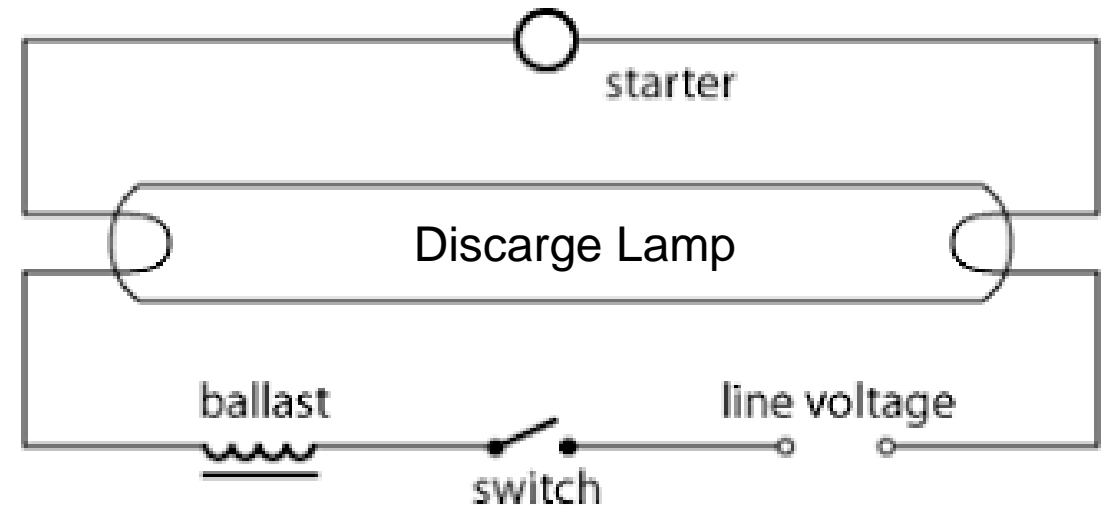 starter
Discarge Lamp
ballast
line voltage
switch